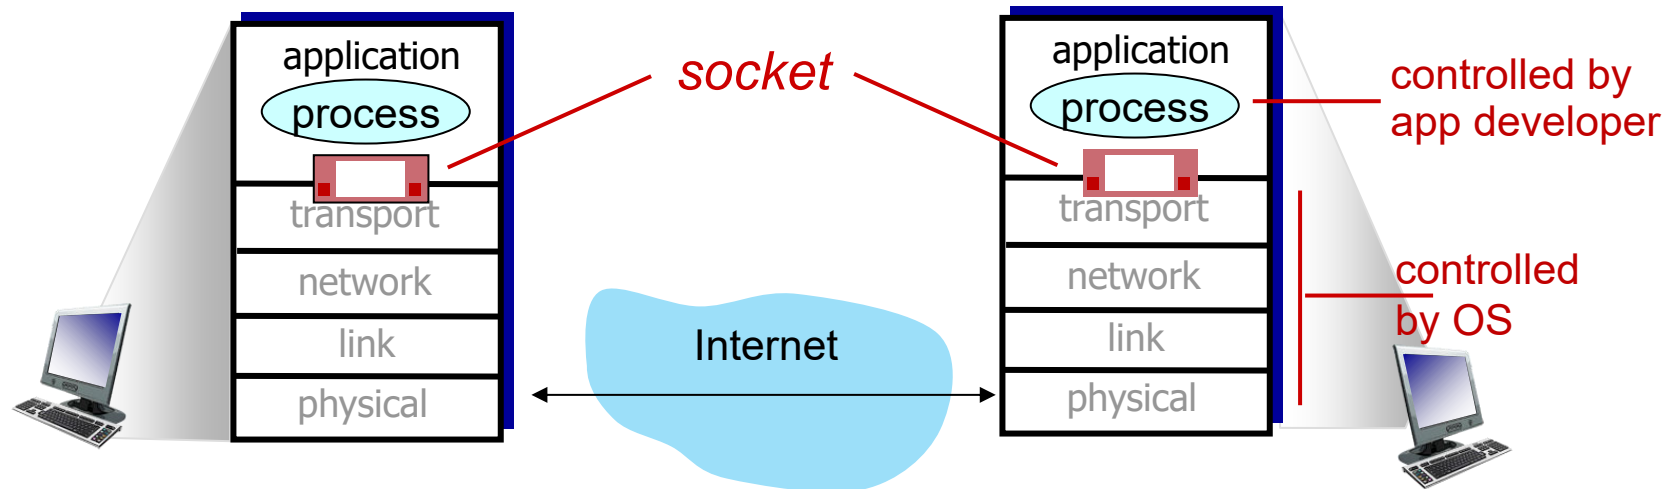 application
process
transport
network
link
physical
socket
Internet
application
process
transport
network
link
physical
controlled by
app developer
controlled
by OS